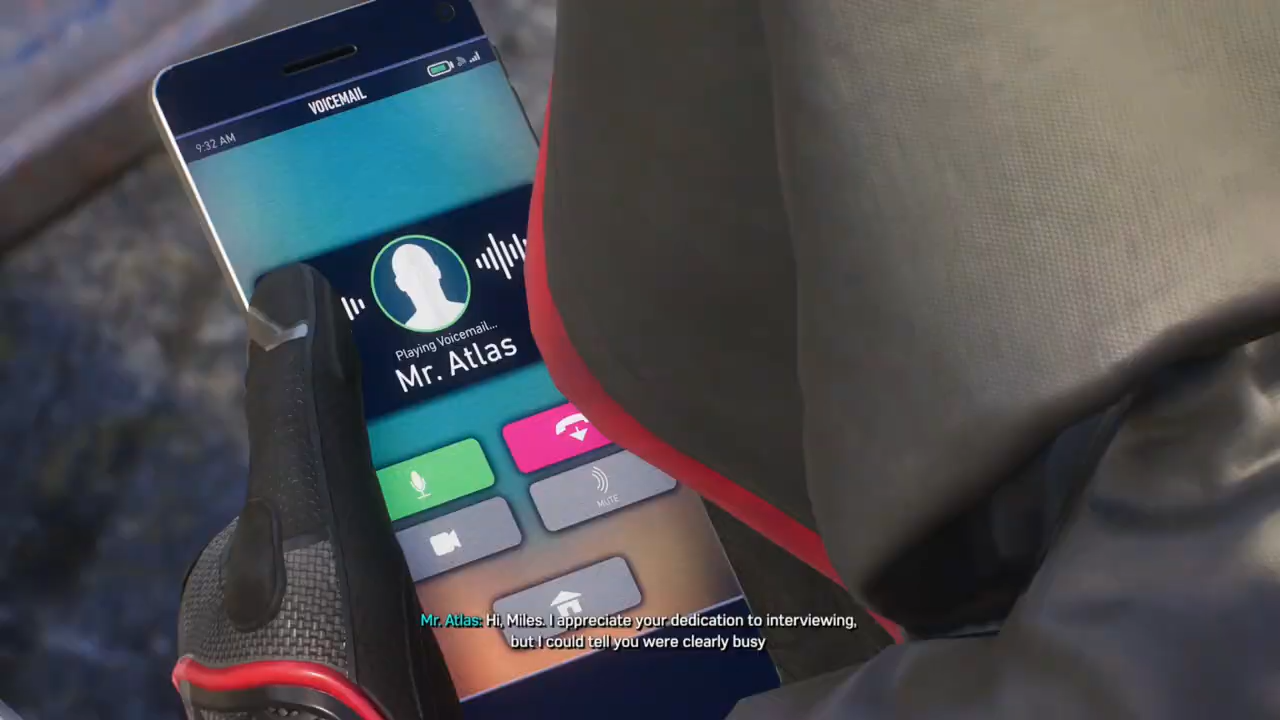 VOICEMAIL
9:32 AM
Playing Voicemail...
Mr. Atlas
MUTE
Mr. Atlas: Hi, Miles. I appreciate your dedication to interviewing,
but I could tell you were clearly busy